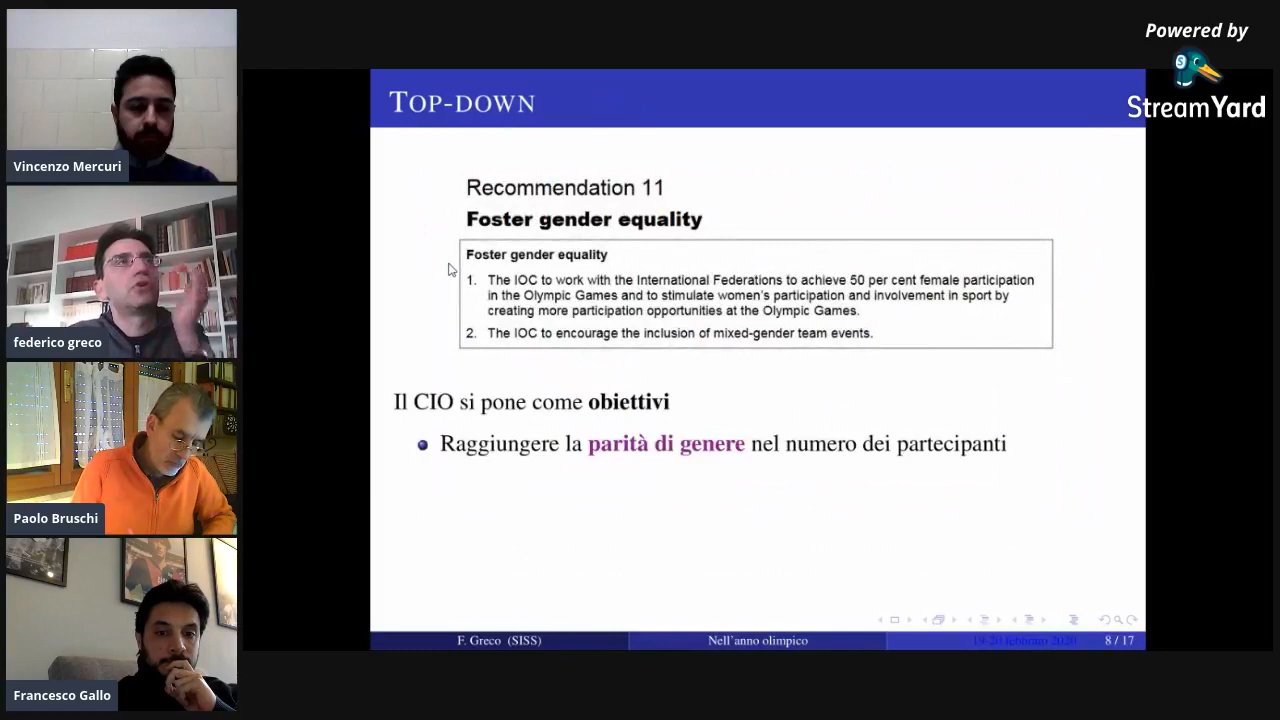 Powered by
StreamYard
Vincenzo Mercuri
federico greco
Paolo Bruschi
Francesco Gallo
TOP-DOWN
Recommendation 11
Foster gender equality
Foster gender equality
1. The IOC to work with the International Federations to achieve 50 per cent female participation
in the Olympic Games and to stimulate women's participation and involvement in sport by
creating more participation opportunities at the Olympic Games.
2. The IOC to encourage the inclusion of mixed-gender team events.
Il CIO si pone come obiettivi
Raggiungere la parità di genere nel numero dei partecipanti
F. Greco (SISS)
Nell'anno olimpico
19-20 febbraio 2020
8 / 17